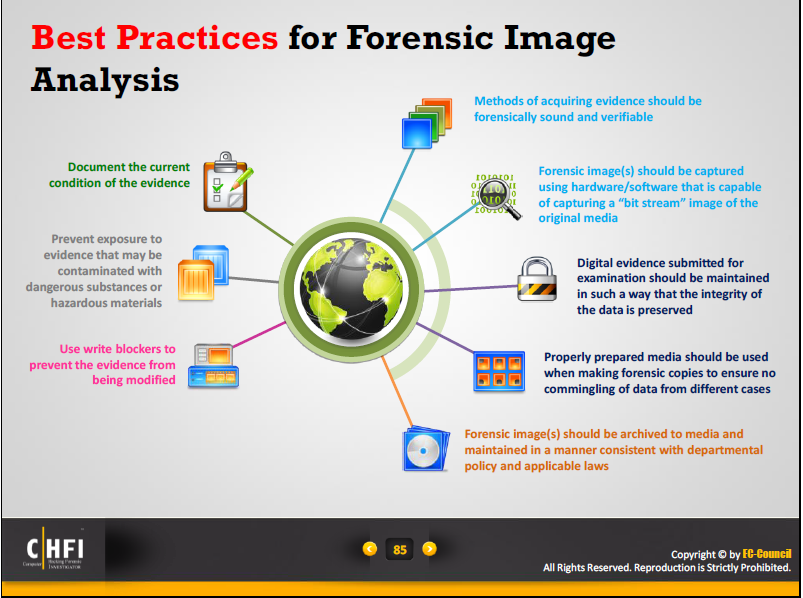 Best Practices for Forensic Image
Analysis
Methods of acquiring evidence should be
forensically sound and verifiable
Document the current
condition of the evidence
Forensic image(s) should be captured
using hardware/software that is capable
of capturing a “bit stream” image of the
original media
Prevent exposure to
evidence that may be
contaminated with
dangerous substances or
hazardous materials
Digital evidence submitted for
examination should be maintained
in such a way that the integrity of
the data is preserved
Use write blockers to
prevent the evidence from
being modified
Properly prepared media should be used
when making forensic copies to ensure no
commingling of data from different cases
Forensic image(s) should be archived to media and
maintained in a manner consistent with departmental
policy and applicable laws
CHFI
Computer Hacking Forensic
INVESTIGATOR
85
Copyright © by EC-Council
All Rights Reserved. Reproduction is Strictly Prohibited.